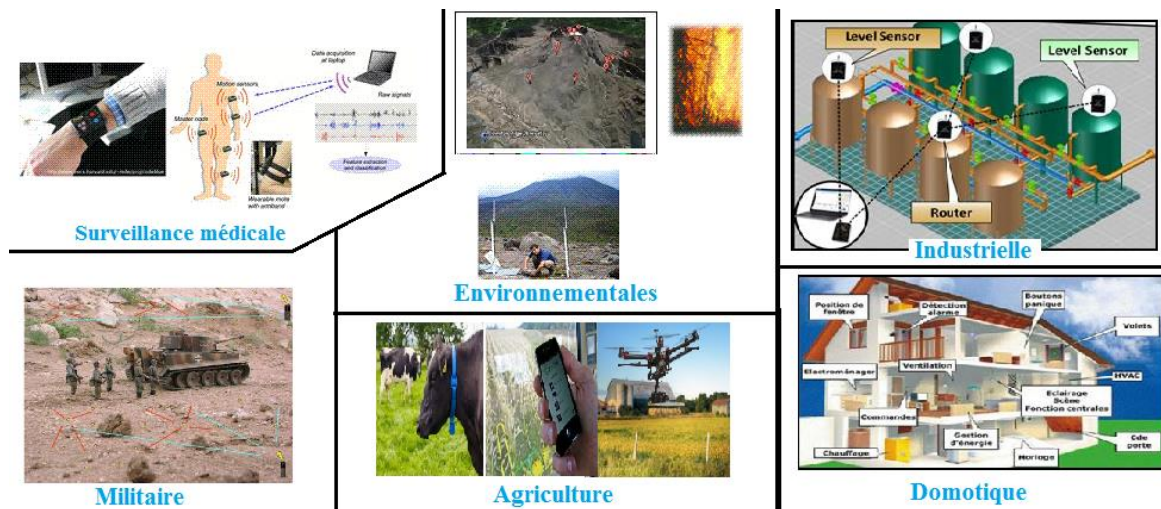 Data acquisition
at laptop
Motion sensors
Raw signals
Master node
Feature extraction
and classification
Wearable mote
with armband
Surveillance médicale
Environnementales
Level Sensor
Level Sensor
Router
Industrielle
Militaire
Agriculture
Position de
fenêtre
Détection
alarme
Boutons
panique
Volets
Electroménager
Ventilation
HVAC
Eclairage
Scène
Fonction centrales
Commandes
Gestion
d'énergie
Cde
porte
Chauffage
Horloge
Domotique